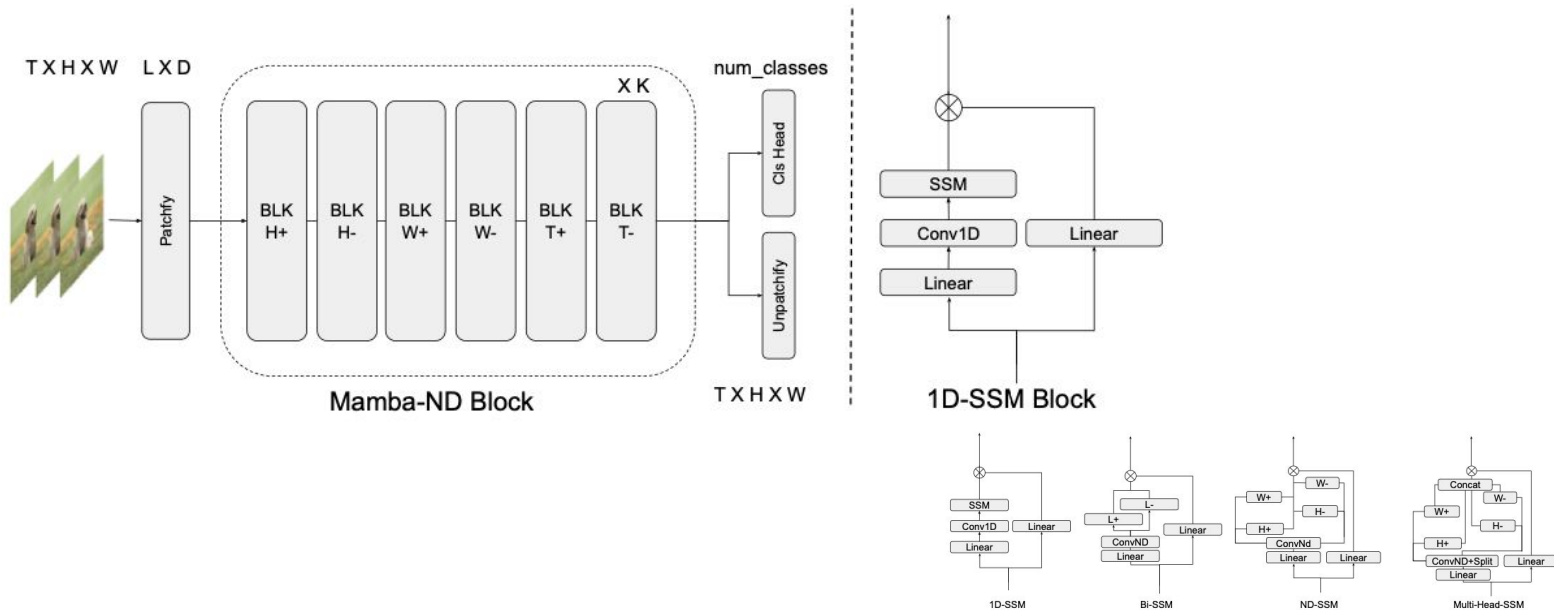 T X H X W
L X D
Patchfy
X K
BLK
H+
BLK
H-
BLK
W+
BLK
W-
BLK
T+
BLK
T-
num_classes
Cls Head
Unpatchify
T X H X W
Mamba-ND Block
SSM
Conv1D
Linear
Linear
1D-SSM Block
SSM
Conv1D
Linear
Linear
1D-SSM
L-
L+
ConvND
Linear
Linear
Bi-SSM
W-
W+
H-
H+
ConvNd
Linear
Linear
ND-SSM
Concat
W-
W+
H-
H+
ConvND+Split
Linear
Linear
Multi-Head-SSM